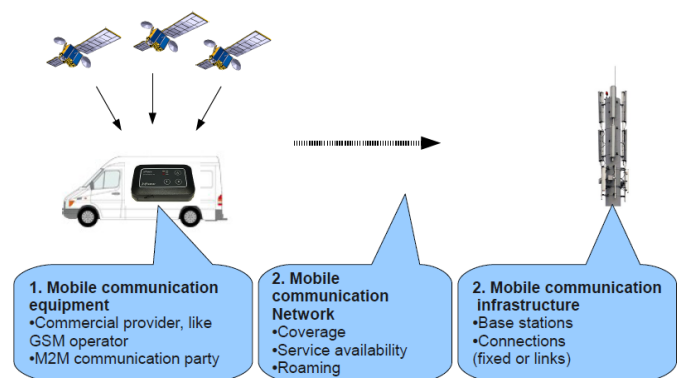 1. Mobile communication
equipment
•Commercial provider, like
GSM operator
•M2M communication party
2. Mobile
communication
Network
•Coverage
•Service availability
•Roaming
2. Mobile communication
infrastructure
•Base stations
•Connections
(fixed or links)